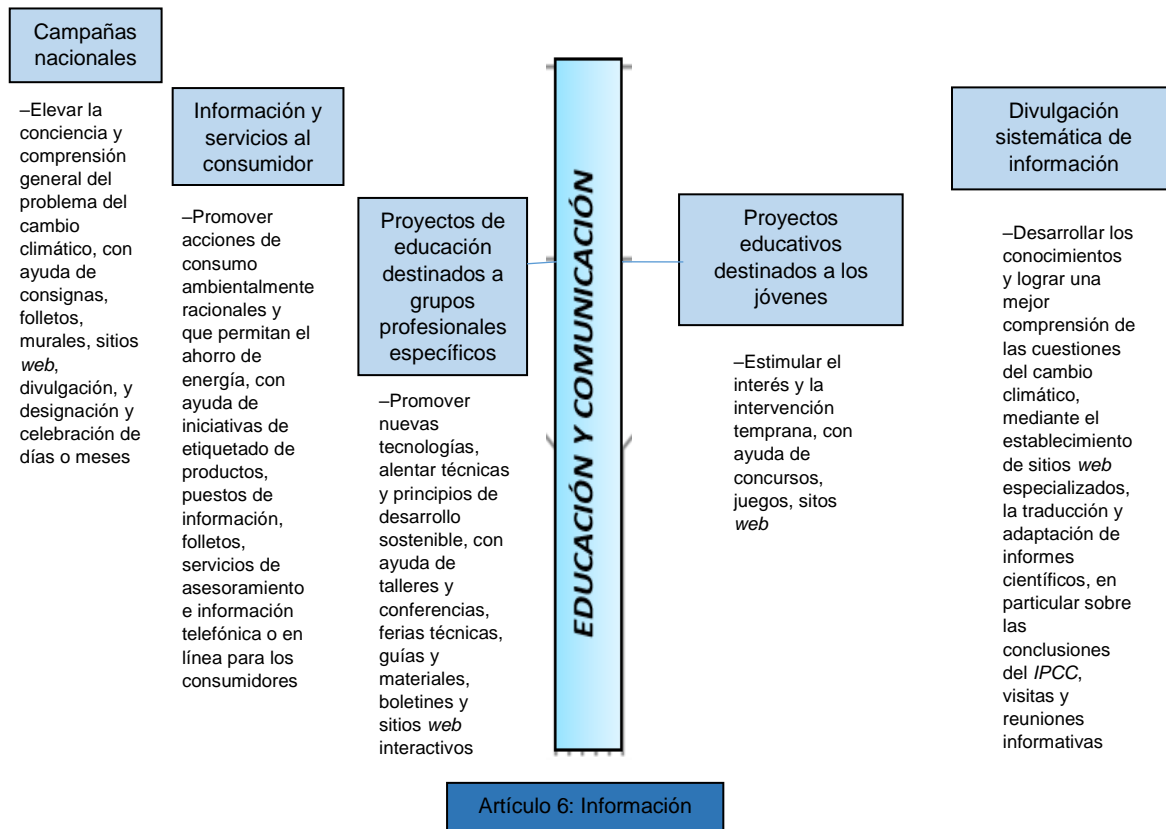 Campañas
nacionales
–Elevar la
conciencia y
comprensión
general del
problema del
cambio
climático, con
ayuda de
consignas,
folletos,
murales, sitios
web,
divulgación, y
designación y
celebración de
días o meses
Información y
servicios al
consumidor
–Promover
acciones de
consumo
ambientalmente
racionales y
que permitan el
ahorro de
energía, con
ayuda de
iniciativas de
etiquetado de
productos,
puestos de
información,
folletos,
servicios de
asesoramiento
e información
telefónica o en
línea para los
consumidores
Proyectos de
educación
destinados a
grupos
profesionales
específicos
–Promover
nuevas
tecnologías,
alentar técnicas
y principios de
desarrollo
sostenible, con
ayuda de
talleres y
conferencias,
ferias técnicas,
guías y
materiales,
boletines y
sitios web
interactivos
EDUCACIÓN Y COMUNICACIÓN
Proyectos
educativos
destinados a los
jóvenes
–Estimular el
interés y la
intervención
temprana, con
ayuda de
concursos,
juegos, sitos
web
Divulgación
sistemática de
información
–Desarrollar los
conocimientos
y lograr una
mejor
comprensión de
las cuestiones
del cambio
climático,
mediante el
establecimiento
de sitios web
especializados,
la traducción y
adaptación de
informes
científicos, en
particular sobre
las
conclusiones
del IPCC,
visitas y
reuniones
informativas
Artículo 6: Información